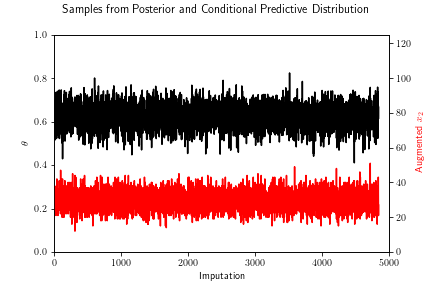 Samples from Posterior and Conditional Predictive Distribution
1.0
0.8
0.6
0.4
0.2
0.0
θ
120
100
80
60
40
20
0
Augmented x₂
0 1000 2000 3000 4000 5000
Imputation